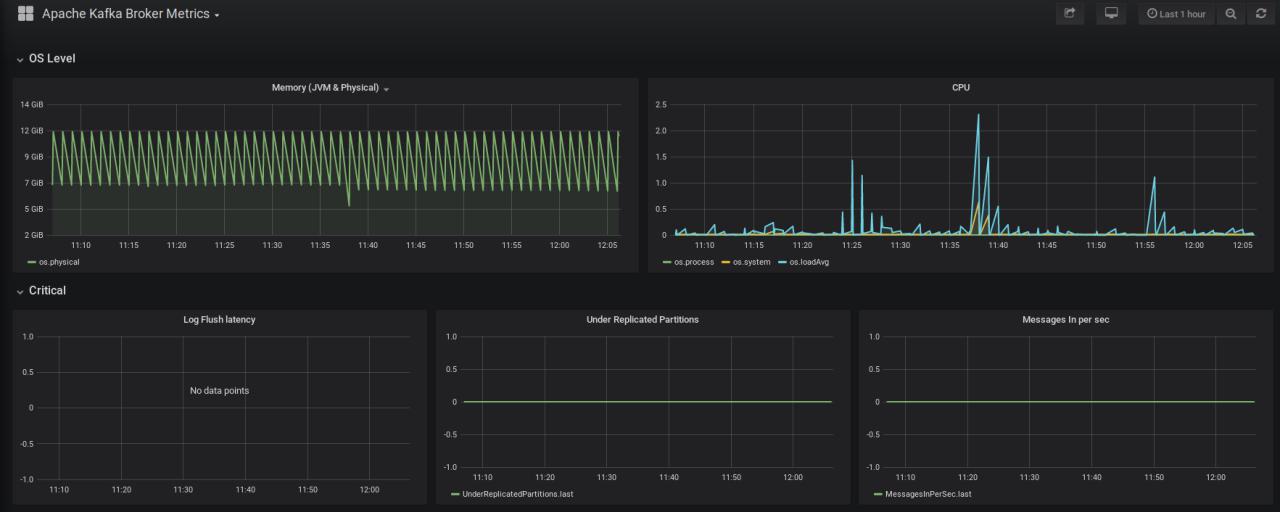 Apache Kafka Broker Metrics
Last 1 hour
OS Level
Memory (JVM & Physical)
14 GiB
12 GiB
9 GiB
7 GiB
5 GiB
2 GiB
11:10 11:15 11:20 11:25 11:30 11:35 11:40 11:45 11:50 11:55 12:00 12:05
os.physical
CPU
2.5
2.0
1.5
1.0
0.5
0
11:10 11:15 11:20 11:25 11:30 11:35 11:40 11:45 11:50 11:55 12:00 12:05
os.process os.system os.loadAvg
Critical
Log Flush latency
1.0
0.5
0
-0.5
-1.0
No data points
11:10 11:20 11:30 11:40 11:50 12:00
Under Replicated Partitions
1.0
0.5
0
-0.5
-1.0
11:10 11:20 11:30 11:40 11:50 12:00
UnderReplicatedPartitions.last
Messages In per sec
1.0
0.5
0
-0.5
-1.0
11:10 11:20 11:30 11:40 11:50 12:00
MessagesInPerSec.last